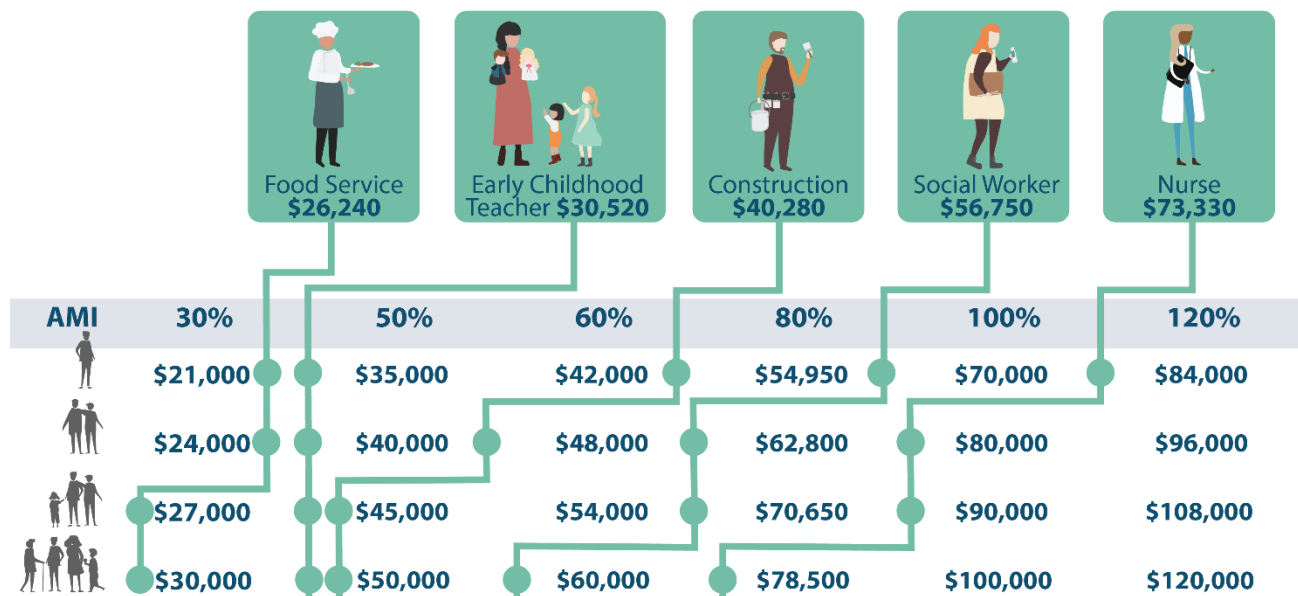 Food Service
$26,240
Early Childhood
Teacher $30,520
Construction
$40,280
Social Worker
$56,750
Nurse
$73,330
AMI 30% 50% 60% 80% 100% 120%
$21,000 $35,000 $42,000 $54,950 $70,000 $84,000
$24,000 $40,000 $48,000 $62,800 $80,000 $96,000
$27,000 $45,000 $54,000 $70,650 $90,000 $108,000
$30,000 $50,000 $60,000 $78,500 $100,000 $120,000